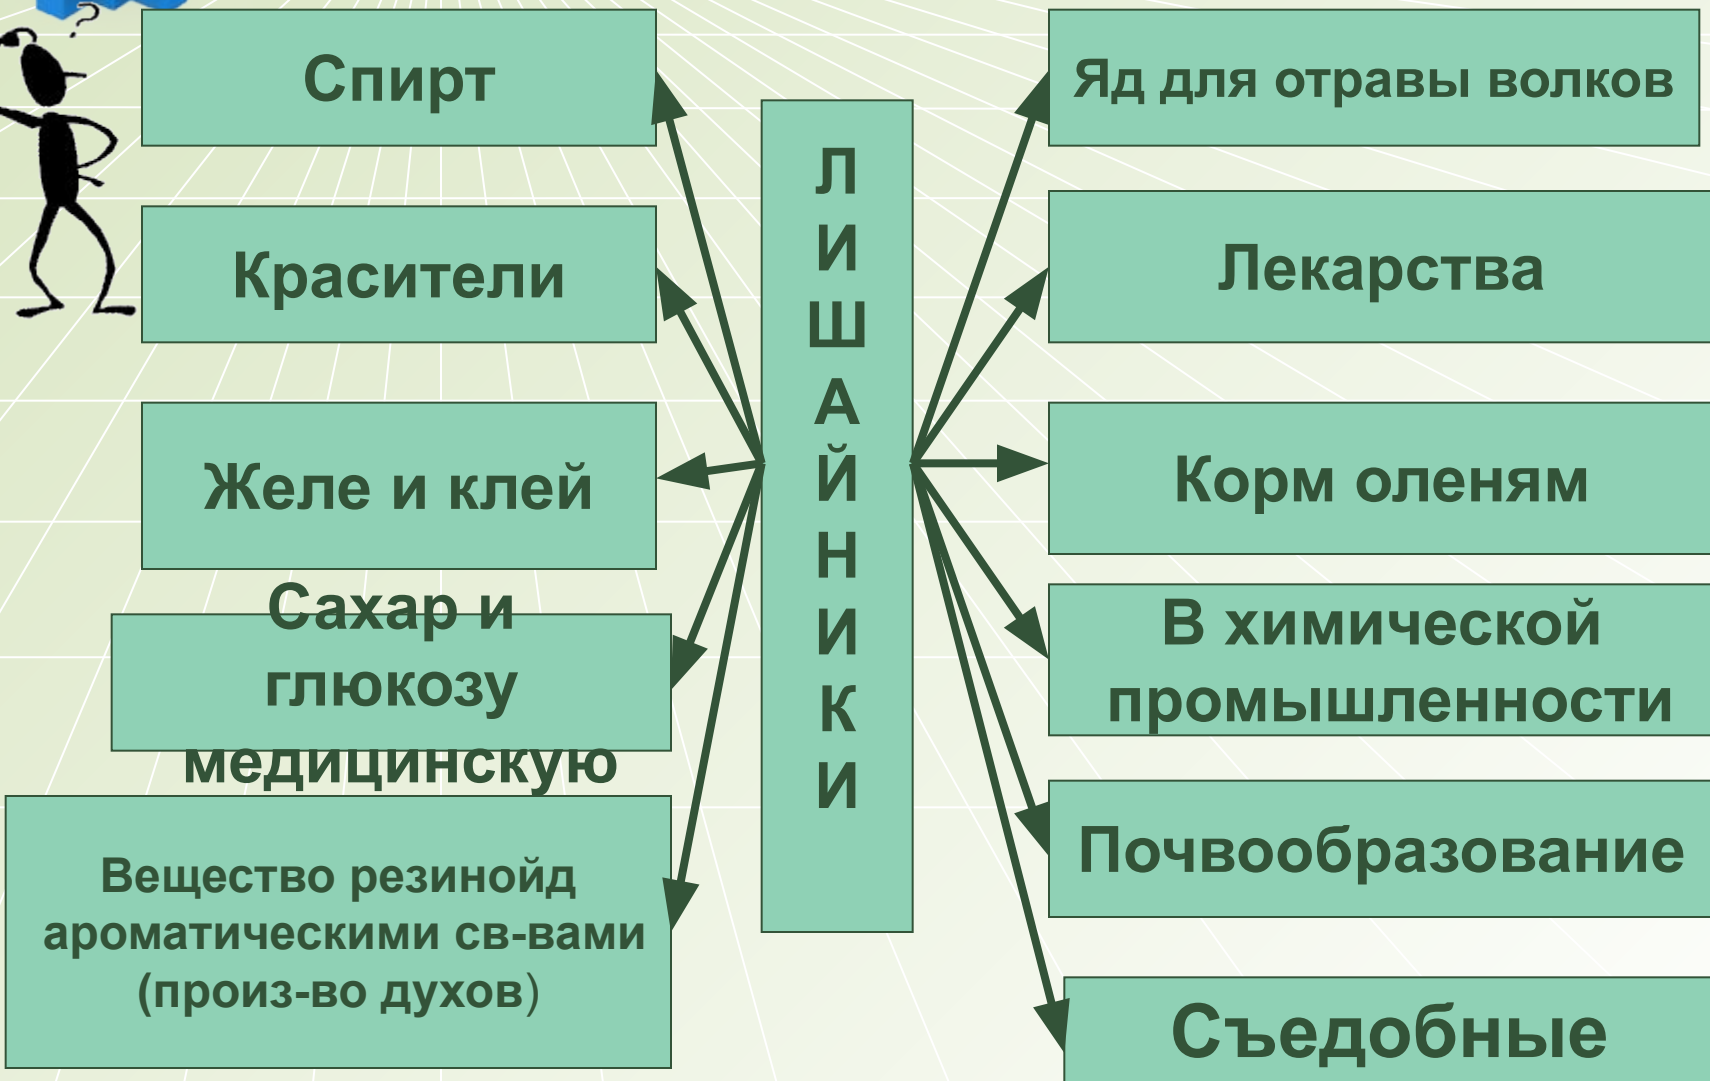 Спирт
Красители
Желе и клей
Сахар и
глюкозу
медицинскую
Вещество резинойд
ароматическими св-вами
(произ-во духов)
Л
И
Ш
А
Й
Н
И
К
И
Яд для отравы волков
Лекарства
Корм оленям
В химической
промышленности
Почвообразование
Съедобные
?